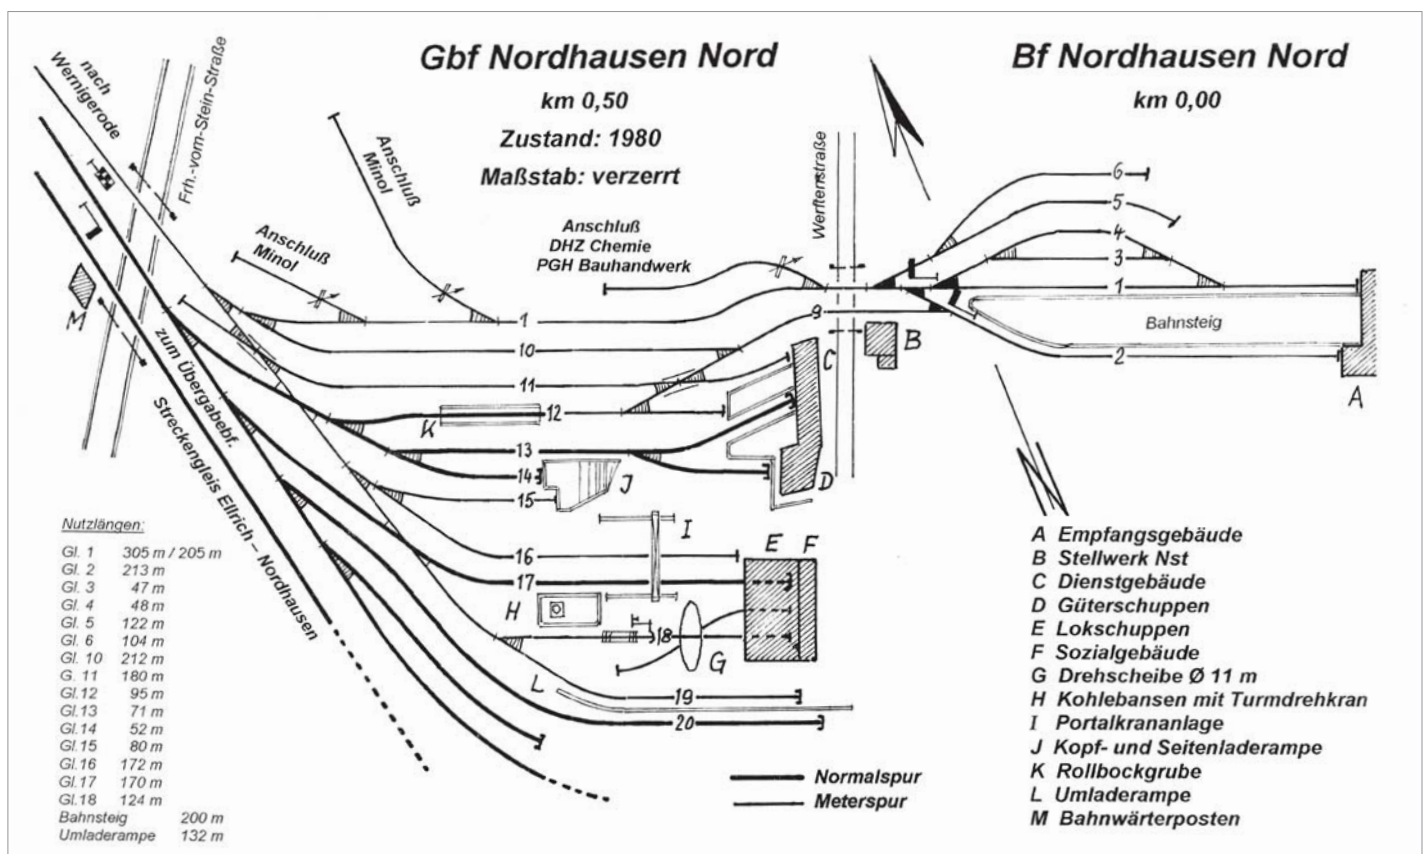 Gbf Nordhausen Nord
km 0,50
Zustand: 1980
Maßstab: verzerrt
Bf Nordhausen Nord
km 0,00
nach
Wernigerode
Frh.-vom-Stein-Straße
Anschluß
Minol
Anschluß
Minol
Anschluß
DHZ Chemie
PGH Bauhandwerk
Werftenstraße
6
5
4
3
1
Bahnsteig
2
A
B
1
9
10
11
C
12
K
13
14
15
J
D
M
zum Übergabebf.
Streckengleis Ellrich – Nordhausen
I
16
17
E
F
H
18
G
L
19
20
Nutzlängen:
Gl. 1 305 m / 205 m
Gl. 2 213 m
Gl. 3 47 m
Gl. 4 48 m
Gl. 5 122 m
Gl. 6 104 m
Gl. 10 212 m
G. 11 180 m
Gl.12 95 m
Gl.13 71 m
Gl.14 52 m
Gl.15 80 m
Gl.16 172 m
Gl.17 170 m
Gl.18 124 m
Bahnsteig 200 m
Umladerampe 132 m
Normalspur
Meterspur
A Empfangsgebäude
B Stellwerk Nst
C Dienstgebäude
D Güterschuppen
E Lokschuppen
F Sozialgebäude
G Drehscheibe Ø 11 m
H Kohlebansen mit Turmdrehkran
I Portalkrananlage
J Kopf- und Seitenladerampe
K Rollbockgrube
L Umladerampe
M Bahnwärterposten